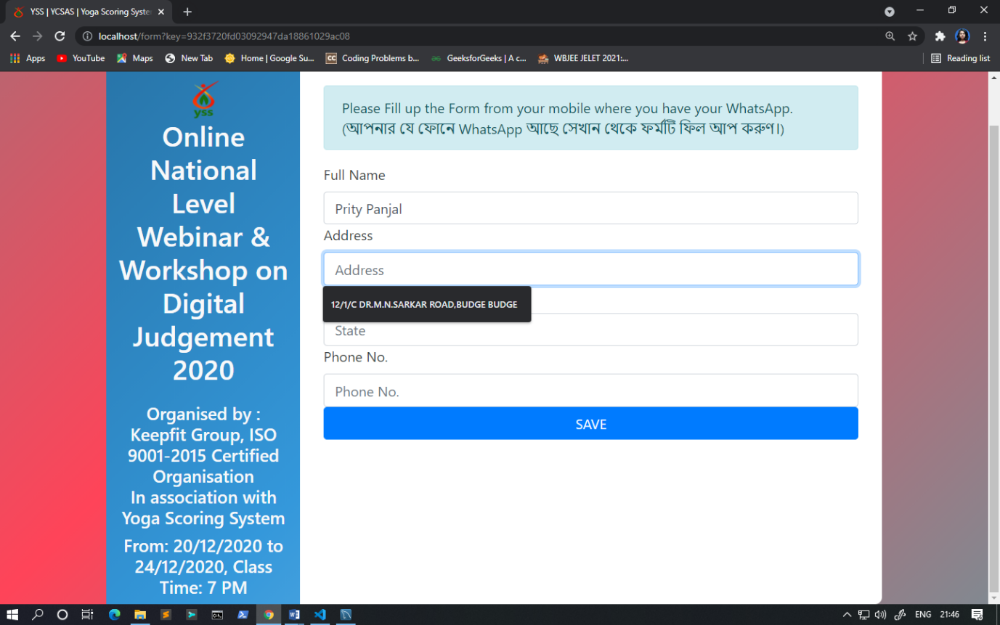 YSS | YCSAS | Yoga Scoring Syste
localhost/form?key=932f3720fd03092947da18861029ac08
Apps
YouTube
Maps
New Tab
Home | Google Su...
CC
Coding Problems b...
GeeksforGeeks | A c...
WBJEE JELET 2021:...
Reading list
yss
Online
National
Level
Webinar &
Workshop on
Digital
Judgement
2020
Organised by :
Keepfit Group, ISO
9001-2015 Certified
Organisation
In association with
Yoga Scoring System
From: 20/12/2020 to
24/12/2020, Class
Time: 7 PM
Please Fill up the Form from your mobile where you have your WhatsApp.
(আপনার যে ফোনে WhatsApp আছে সেখান থেকে ফর্মটি ফিল আপ করুণ।)
Full Name
Prity Panjal
Address
Address
12/1/C DR.M.N.SARKAR ROAD,BUDGE BUDGE
State
Phone No.
Phone No.
SAVE
ENG
21:46